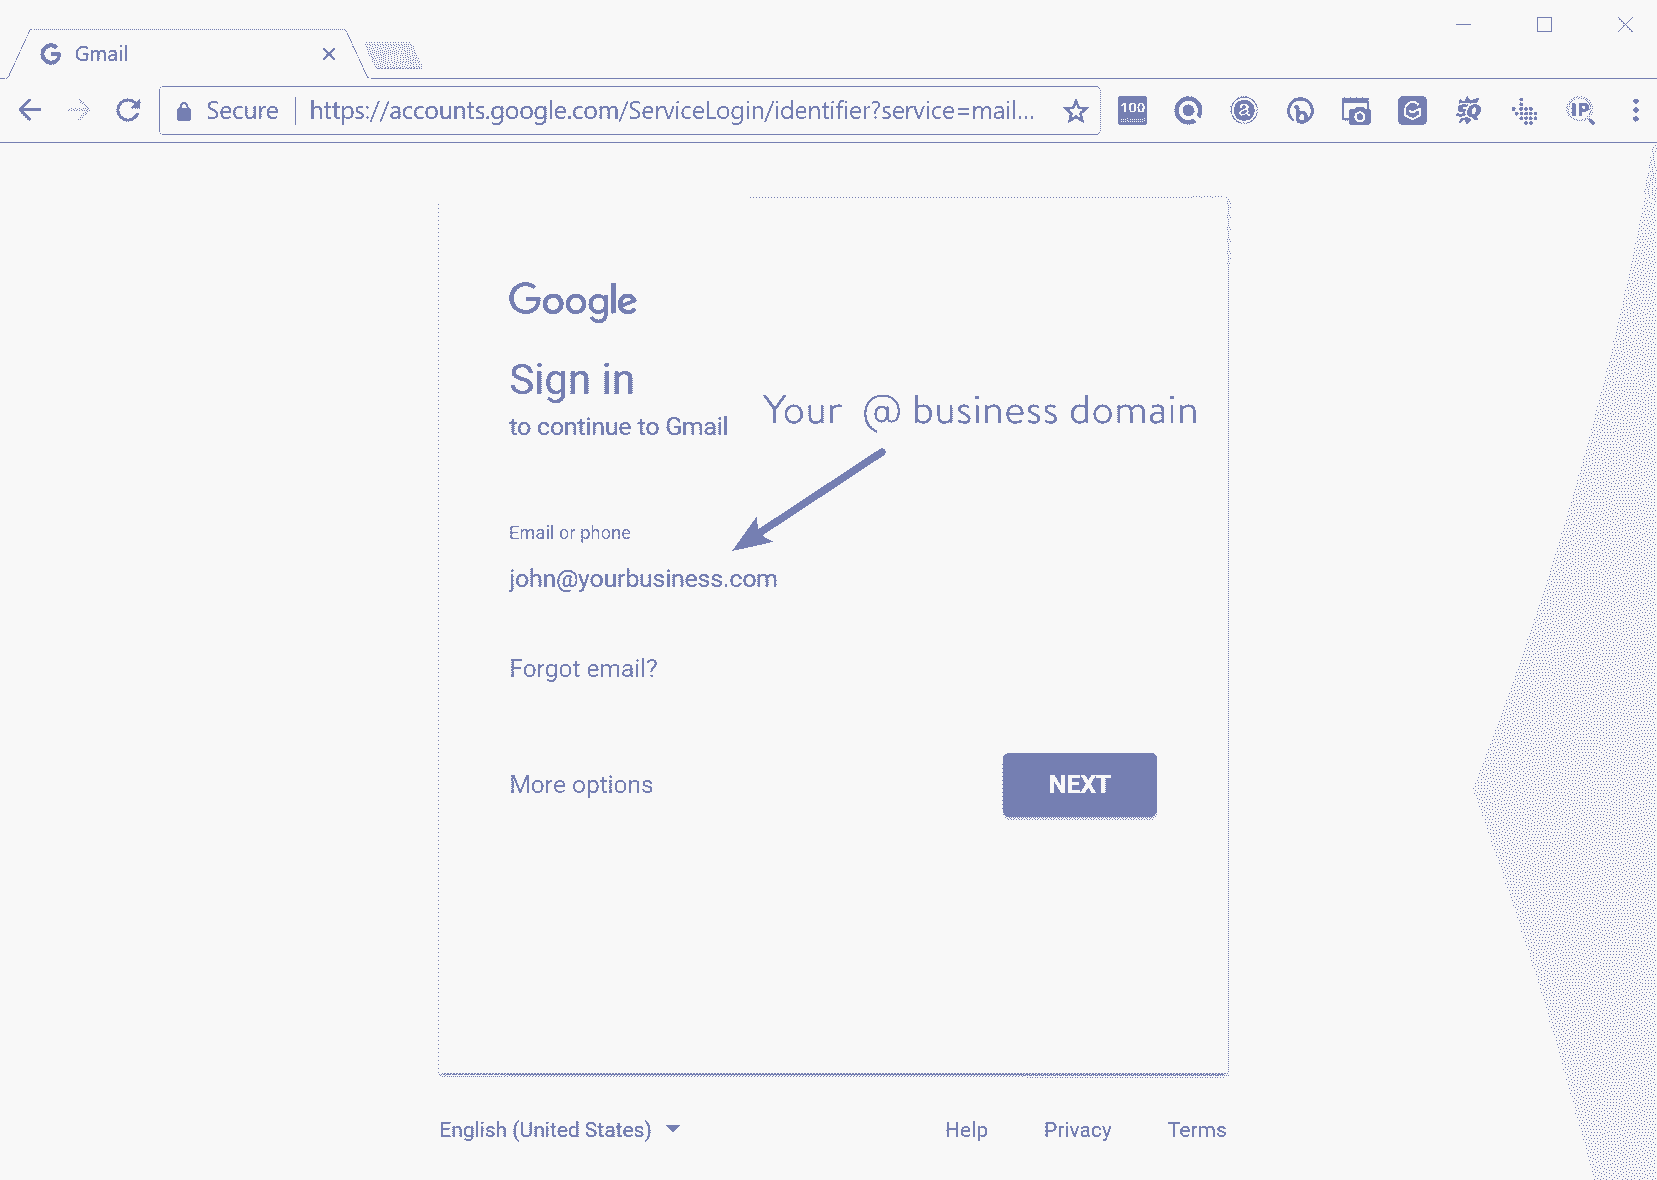 Gmail
Secure
https://accounts.google.com/ServiceLogin/identifier?service=mail...
100
a
b
G
SQ
IP
Google
Sign in
to continue to Gmail
Your @ business domain
Email or phone
john@yourbusiness.com
Forgot email?
More options
NEXT
English (United States)
Help
Privacy
Terms